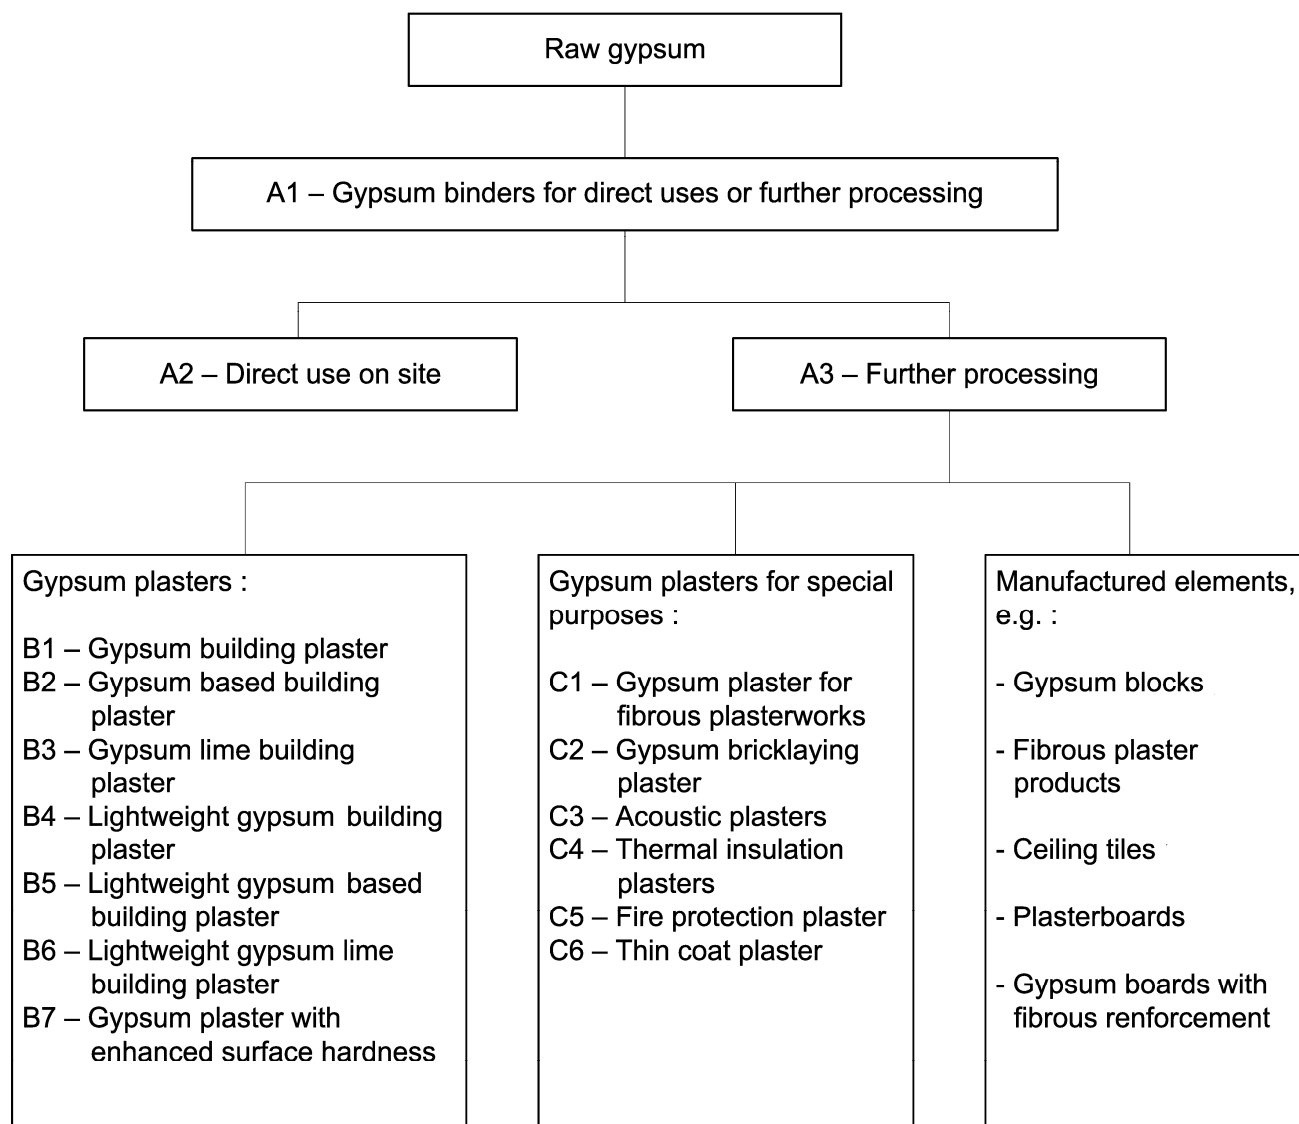 Raw gypsum
A1 – Gypsum binders for direct uses or further processing
A2 – Direct use on site
A3 – Further processing
Gypsum plasters :
B1 – Gypsum building plaster
B2 – Gypsum based building
plaster
B3 – Gypsum lime building
plaster
B4 – Lightweight gypsum building
plaster
B5 – Lightweight gypsum based
building plaster
B6 – Lightweight gypsum lime
building plaster
B7 – Gypsum plaster with
enhanced surface hardness
Gypsum plasters for special
purposes :
C1 – Gypsum plaster for
fibrous plasterworks
C2 – Gypsum bricklaying
plaster
C3 – Acoustic plasters
C4 – Thermal insulation
plasters
C5 – Fire protection plaster
C6 – Thin coat plaster
Manufactured elements,
e.g. :
- Gypsum blocks
- Fibrous plaster
products
- Ceiling tiles
- Plasterboards
- Gypsum boards with
fibrous renforcement